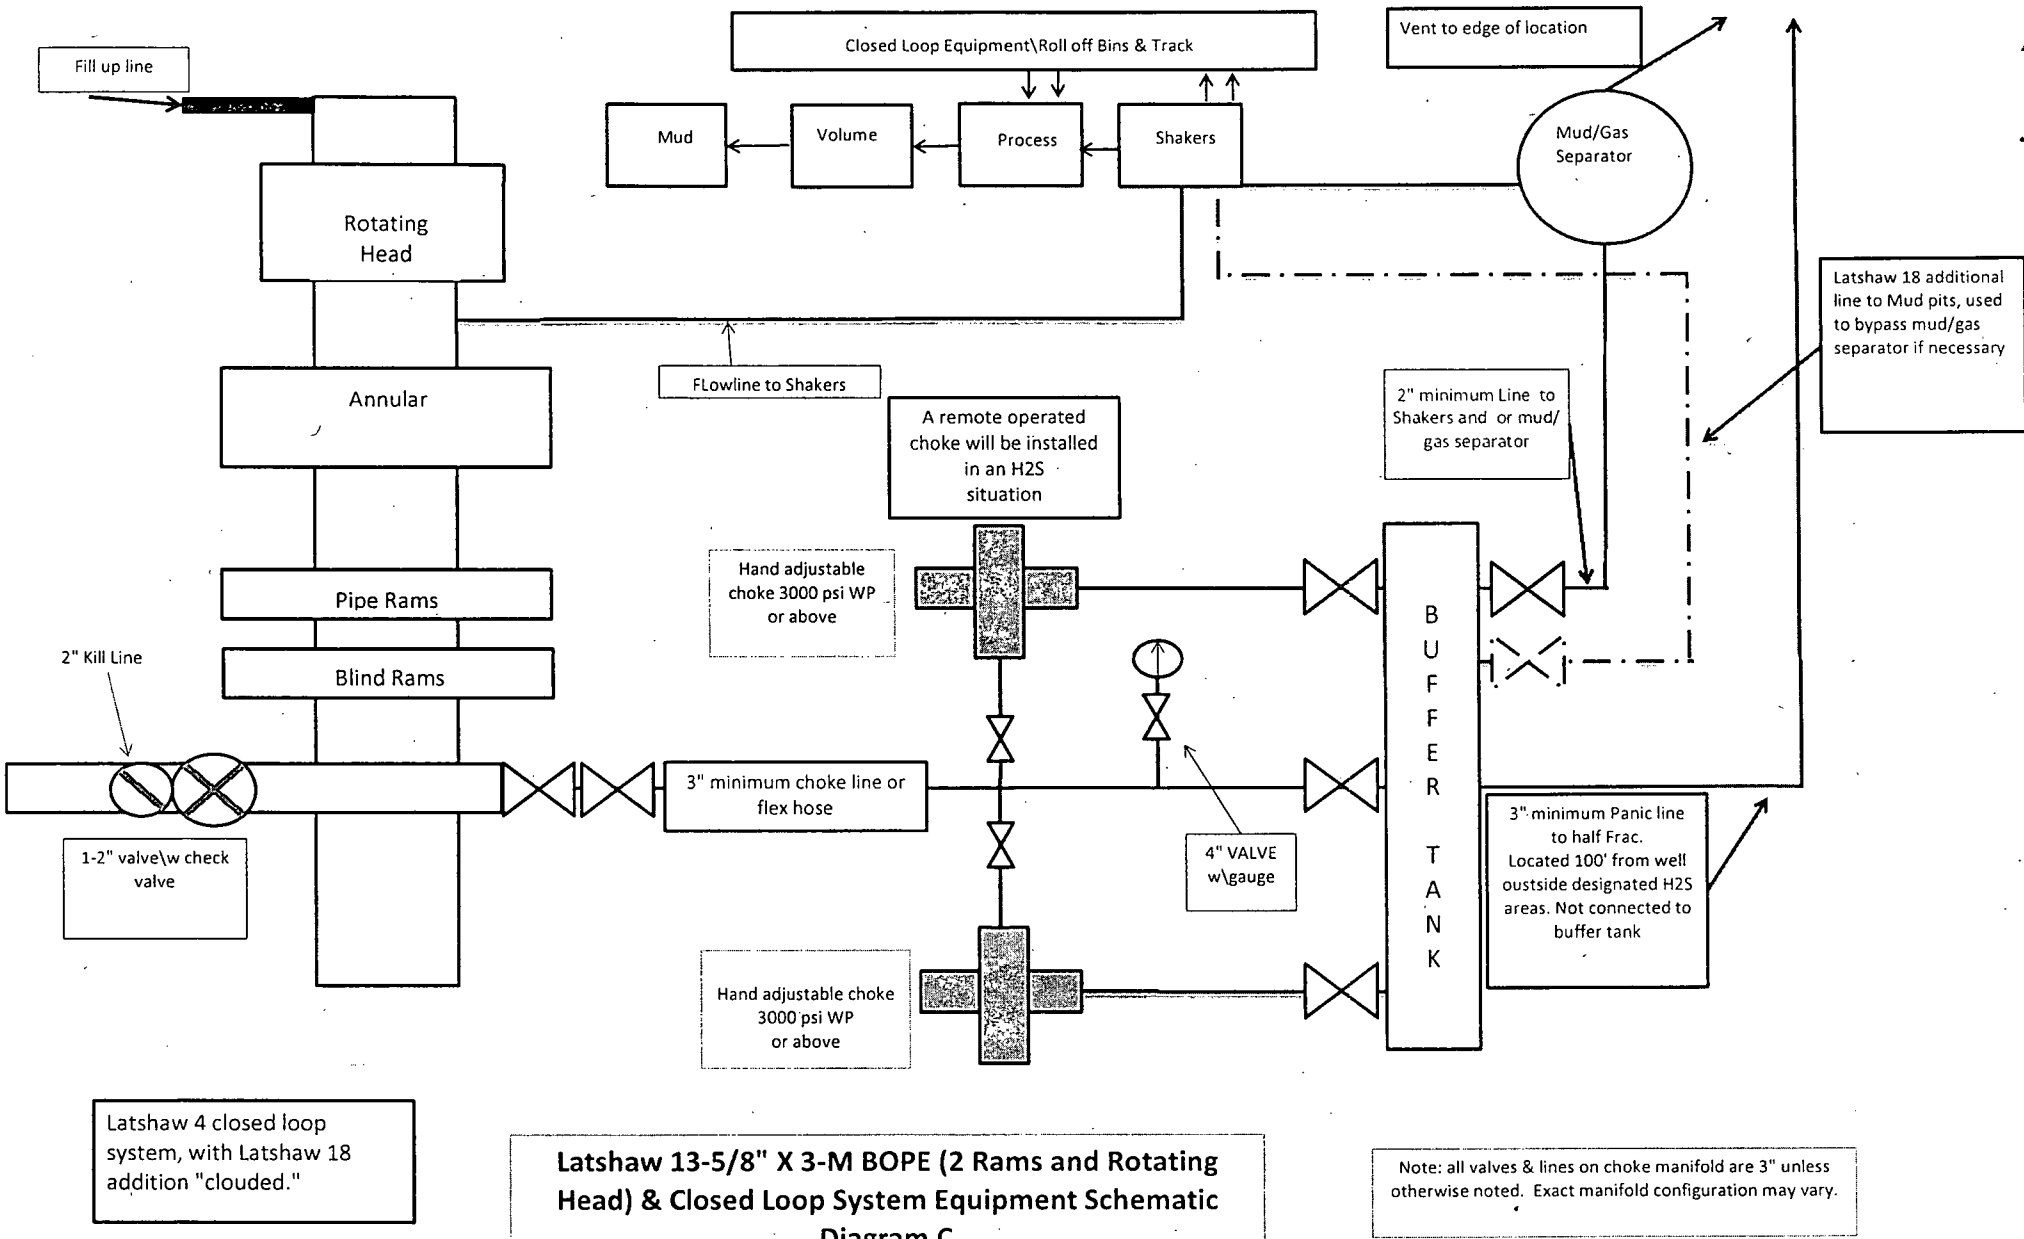 Closed Loop Equipment\Roll off Bins & Track
Vent to edge of location
Fill up line
Mud
Volume
Process
Shakers
Mud/Gas
Separator
Rotating
Head
Latshaw 18 additional
line to Mud pits, used
to bypass mud/gas
separator if necessary
FLowline to Shakers
Annular
2" minimum Line to
Shakers and or mud/
gas separator
A remote operated
choke will be installed
in an H2S
situation
Hand adjustable
choke 3000 psi WP
or above
Pipe Rams
Blind Rams
2" Kill Line
B
U
F
F
E
R
T
A
N
K
3" minimum choke line or
flex hose
1-2" valve\w check
valve
4" VALVE
w\gauge
3" minimum Panic line
to half Frac.
Located 100' from well
oustside designated H2S
areas. Not connected to
buffer tank
Hand adjustable choke
3000 psi WP
or above
Latshaw 4 closed loop
system, with Latshaw 18
addition "clouded."
Latshaw 13-5/8" X 3-M BOPE (2 Rams and Rotating
Head) & Closed Loop System Equipment Schematic
Diagram C
Note: all valves & lines on choke manifold are 3" unless
otherwise noted. Exact manifold configuration may vary.